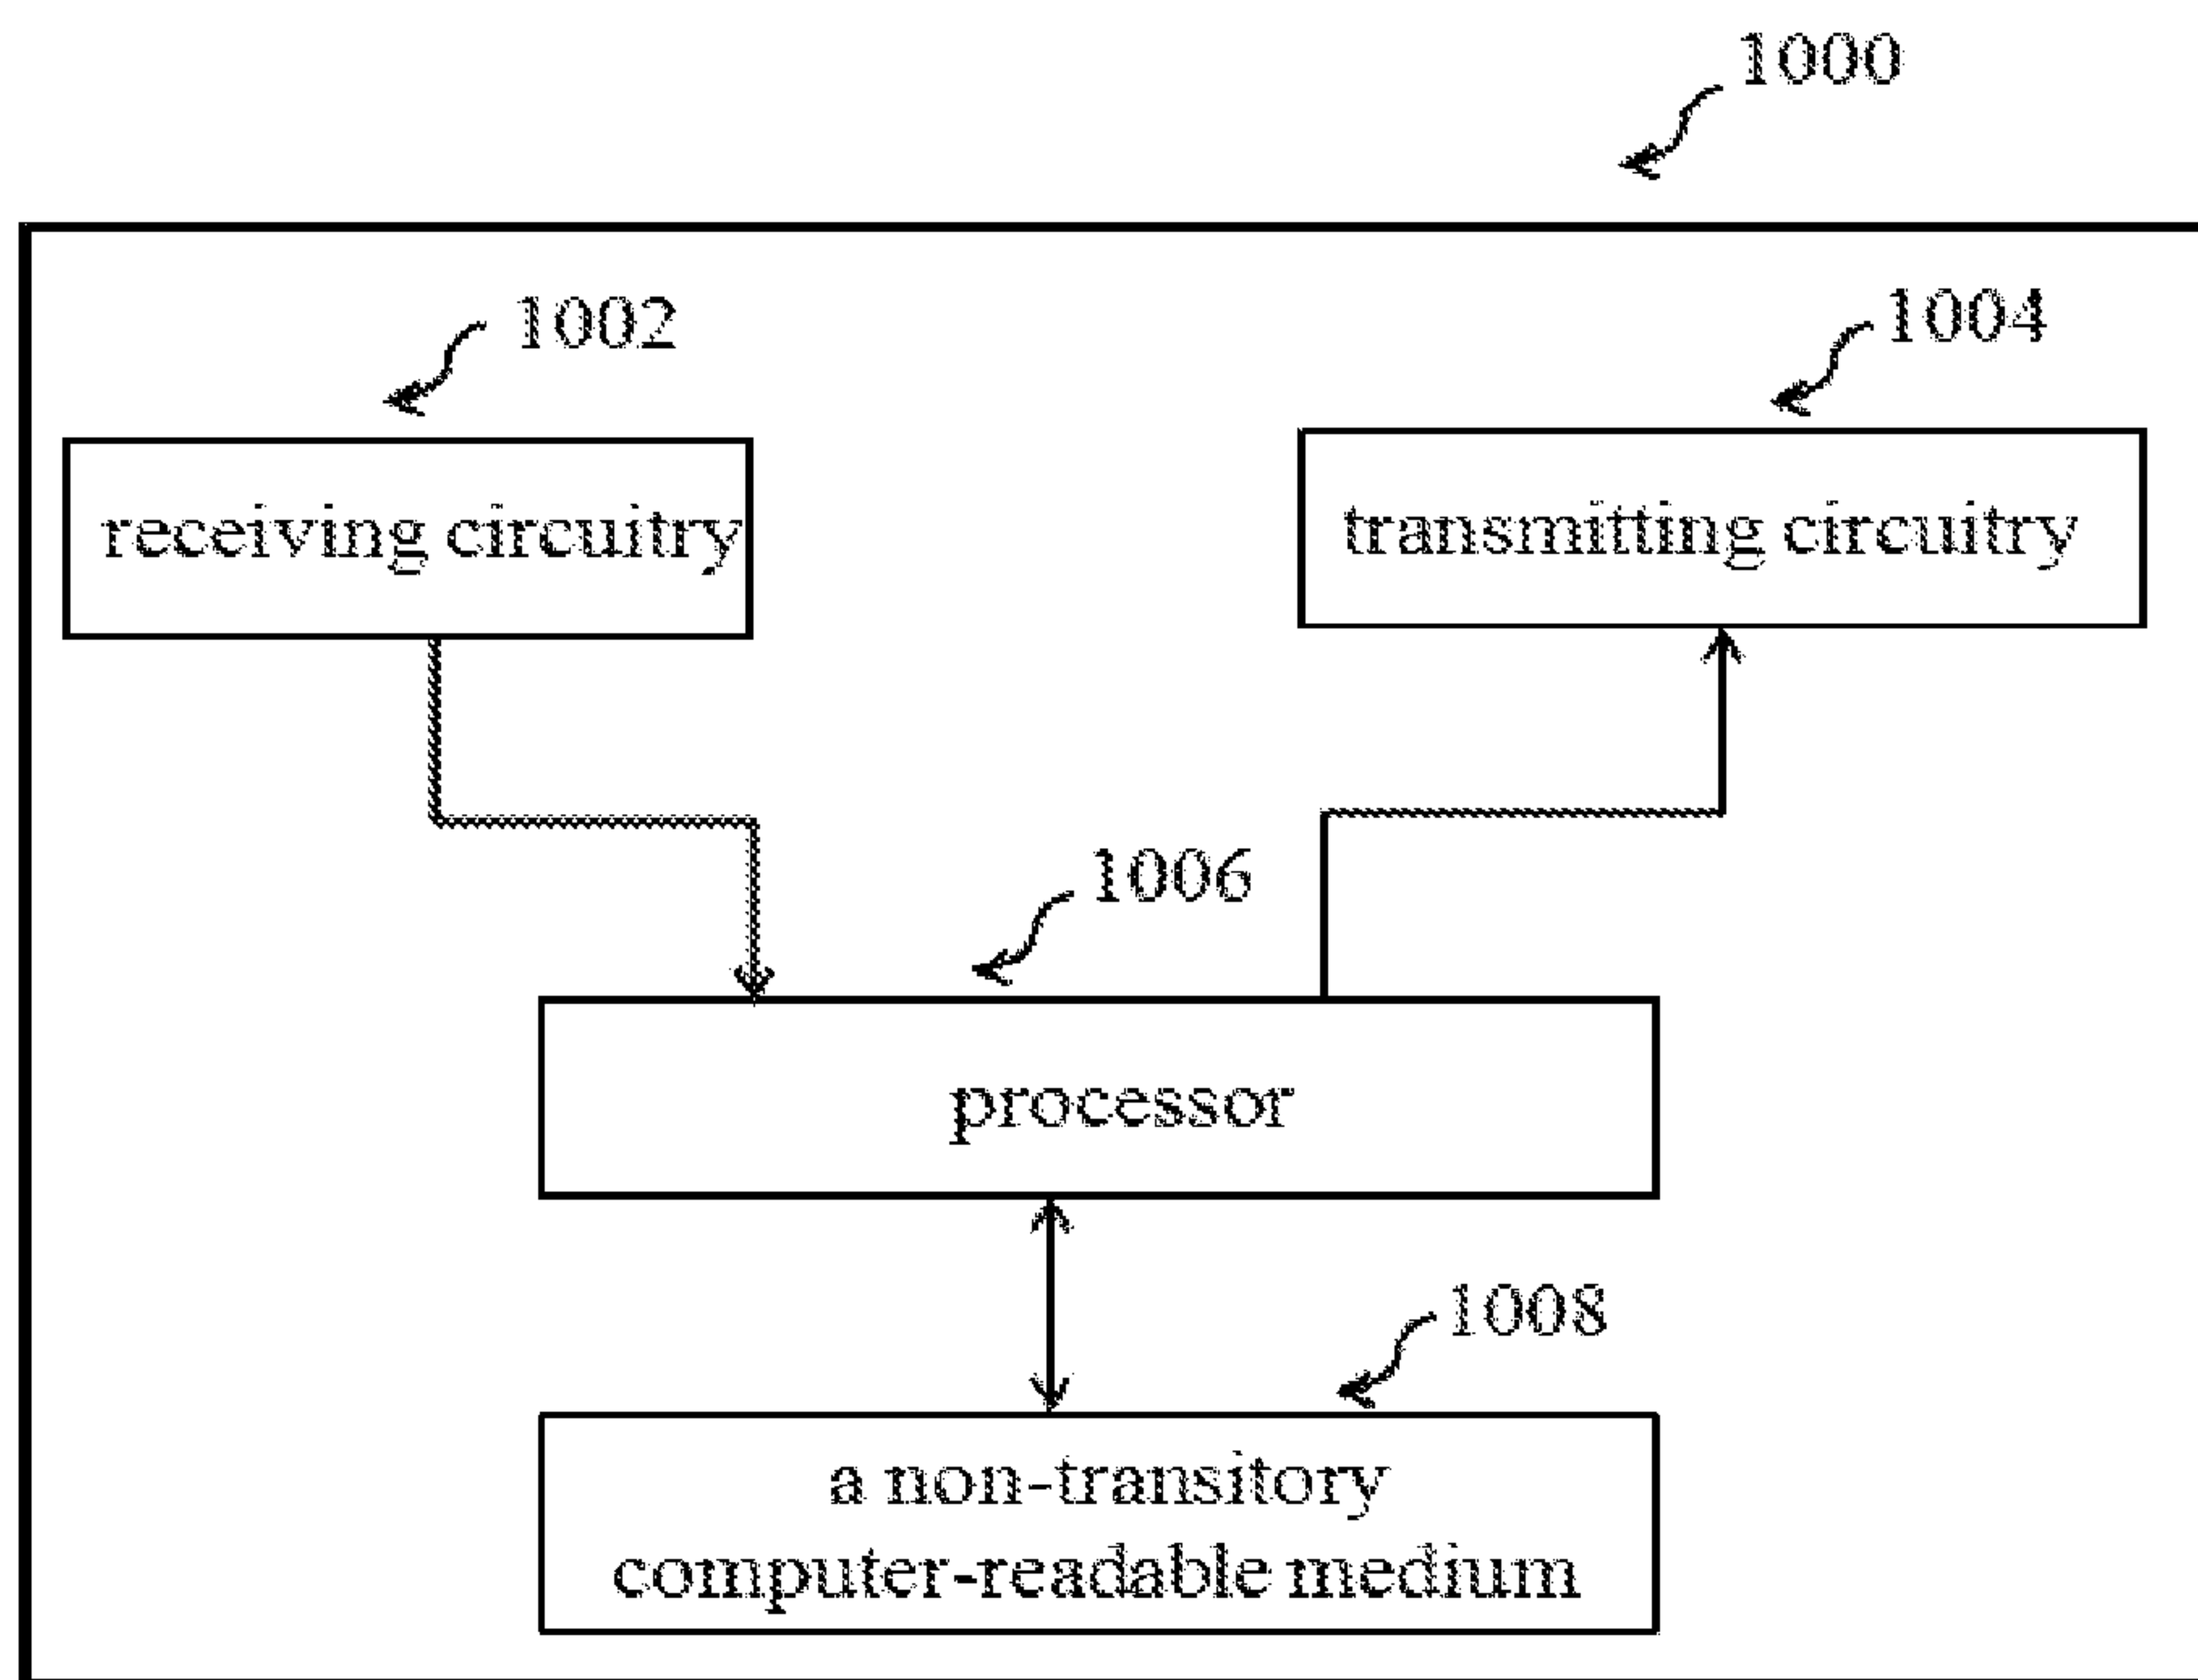 1000
1002
1004
receiving circuitry
transmitting circuitry
1006
processor
1008
a non-transitory
computer-readable medium